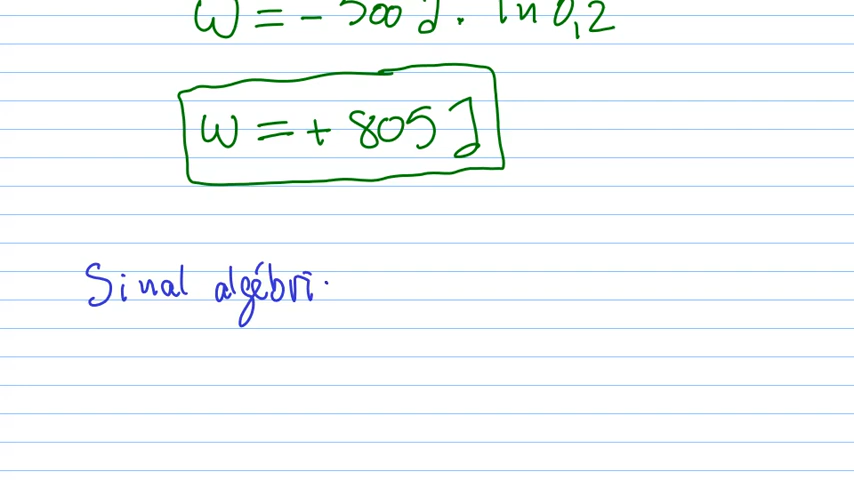 W = - 500 J . ln 0,2
W = + 805 J
Sinal algébri